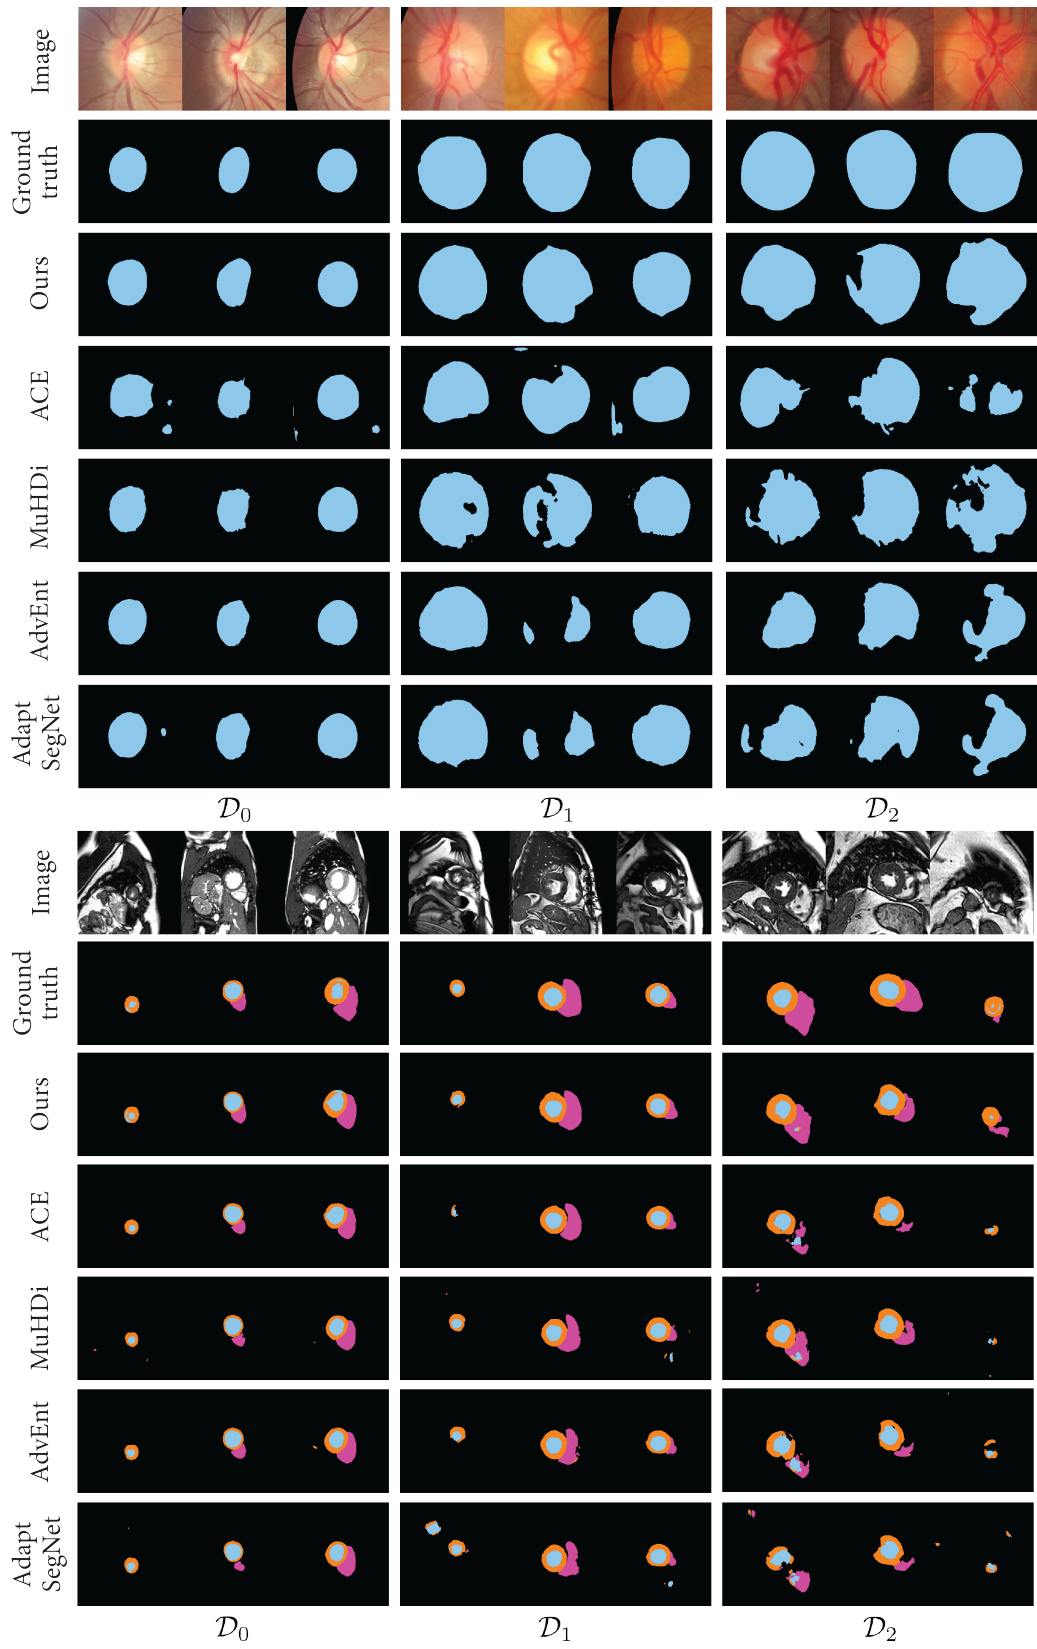 Image
Ground
truth
Ours
ACE
MuHDi
AdvEnt
Adapt
SegNet
𝒟0
𝒟1
𝒟2
Image
Ground
truth
Ours
ACE
MuHDi
AdvEnt
Adapt
SegNet
𝒟0
𝒟1
𝒟2